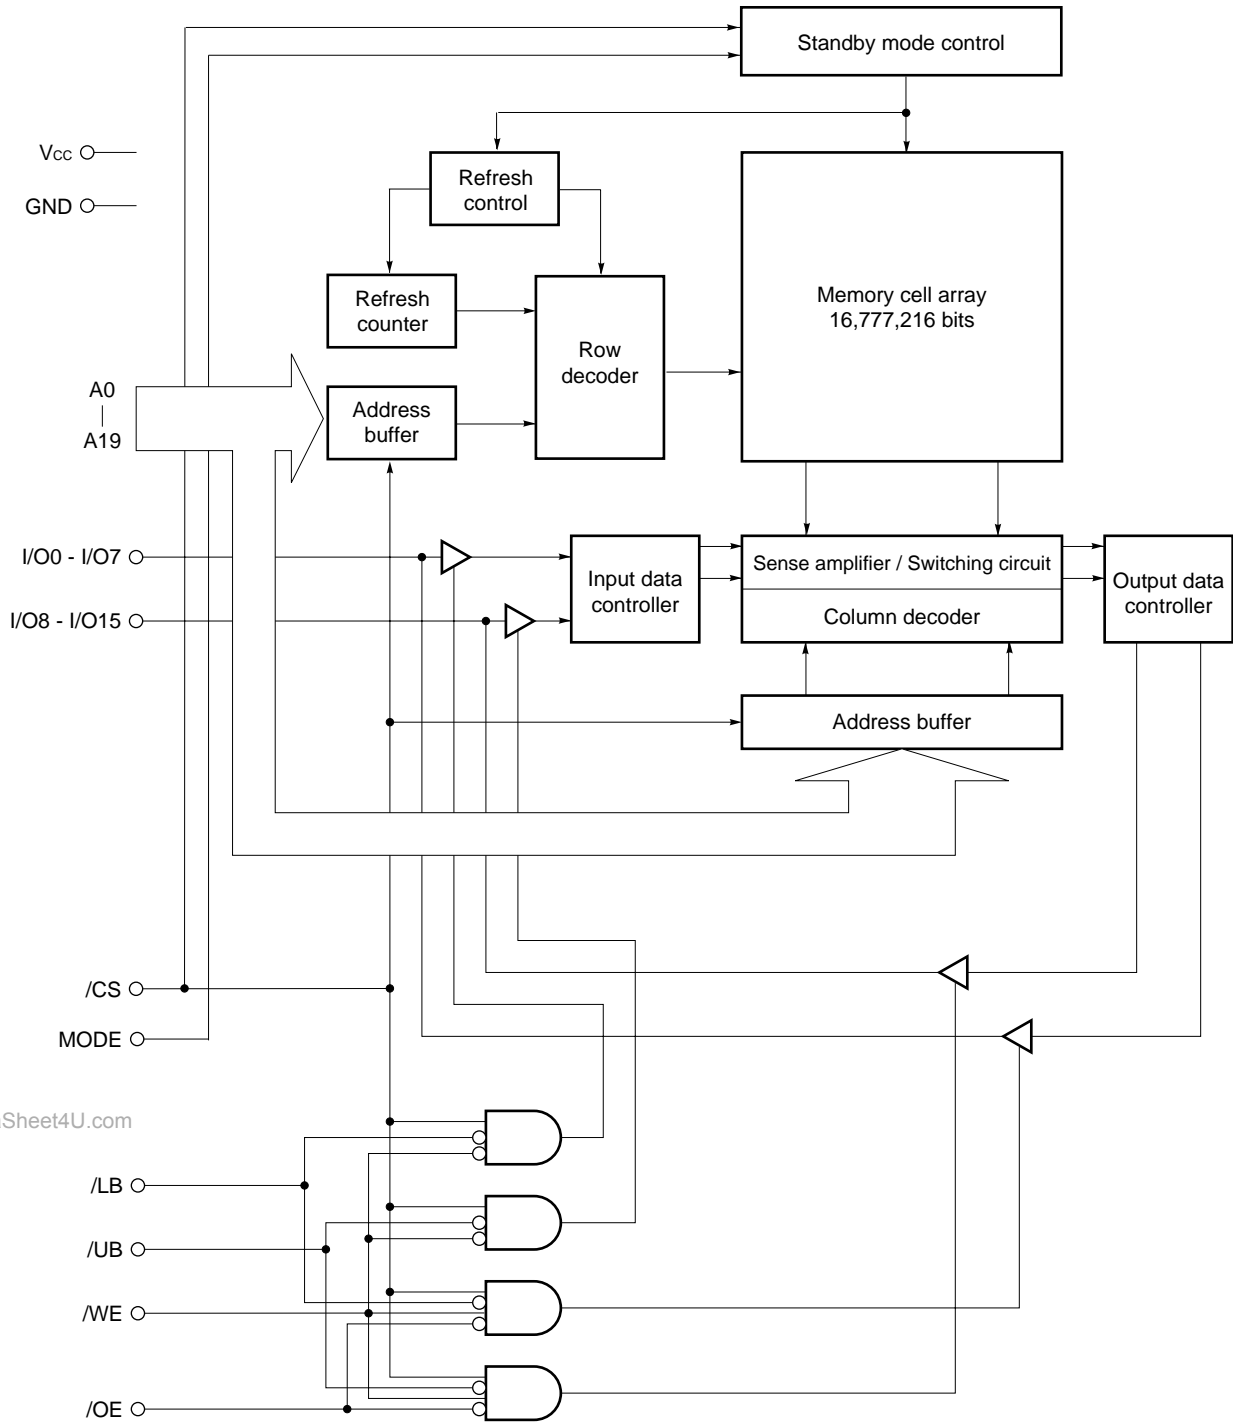 Standby mode control
VCC
GND
Refresh
control
Refresh
counter
Row
decoder
Memory cell array
16,777,216 bits
A0
A19
Address
buffer
I/O0 - I/O7
I/O8 - I/O15
Input data
controller
Sense amplifier / Switching circuit
Column decoder
Output data
controller
Address buffer
/CS
MODE
Sheet4U.com
/LB
/UB
/WE
/OE